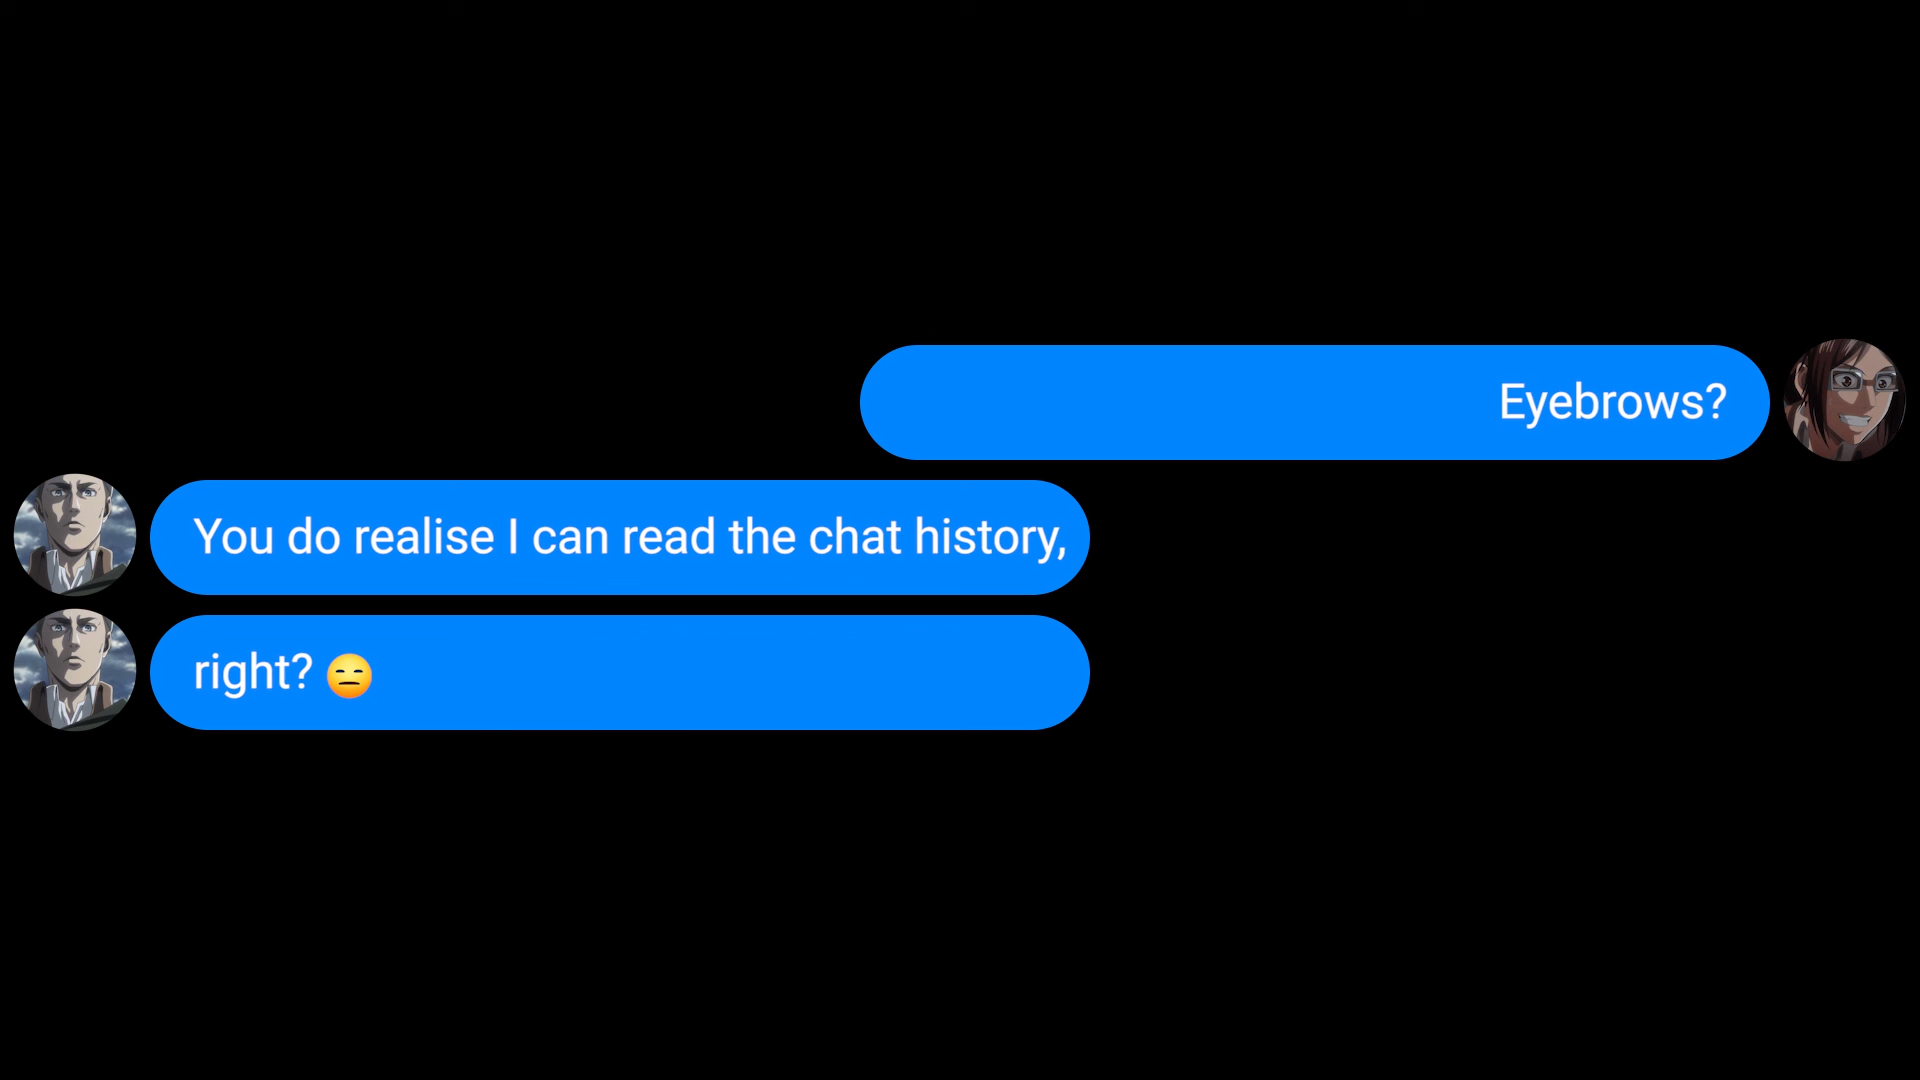 Eyebrows?
You do realise I can read the chat history,
right? 😑